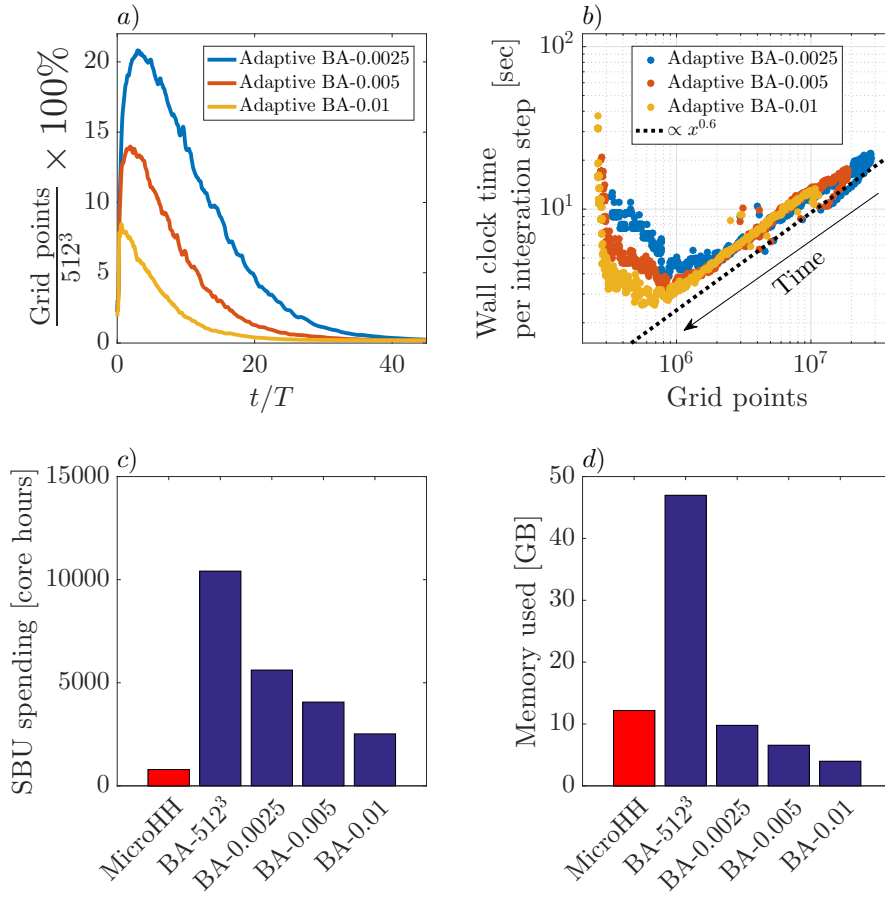 a)
Grid points
512³ × 100%
20
15
10
5
0
Adaptive BA-0.0025
Adaptive BA-0.005
Adaptive BA-0.01
0 20 40
t/T
b)
Wall clock time
per integration step [sec]
10²
10¹
Adaptive BA-0.0025
Adaptive BA-0.005
Adaptive BA-0.01
∝ x^0.6
Time
10⁶ 10⁷
Grid points
c)
SBU spending [core hours]
15000
10000
5000
0
MicroHH
BA-512³
BA-0.0025
BA-0.005
BA-0.01
d)
Memory used [GB]
50
40
30
20
10
0
MicroHH
BA-512³
BA-0.0025
BA-0.005
BA-0.01